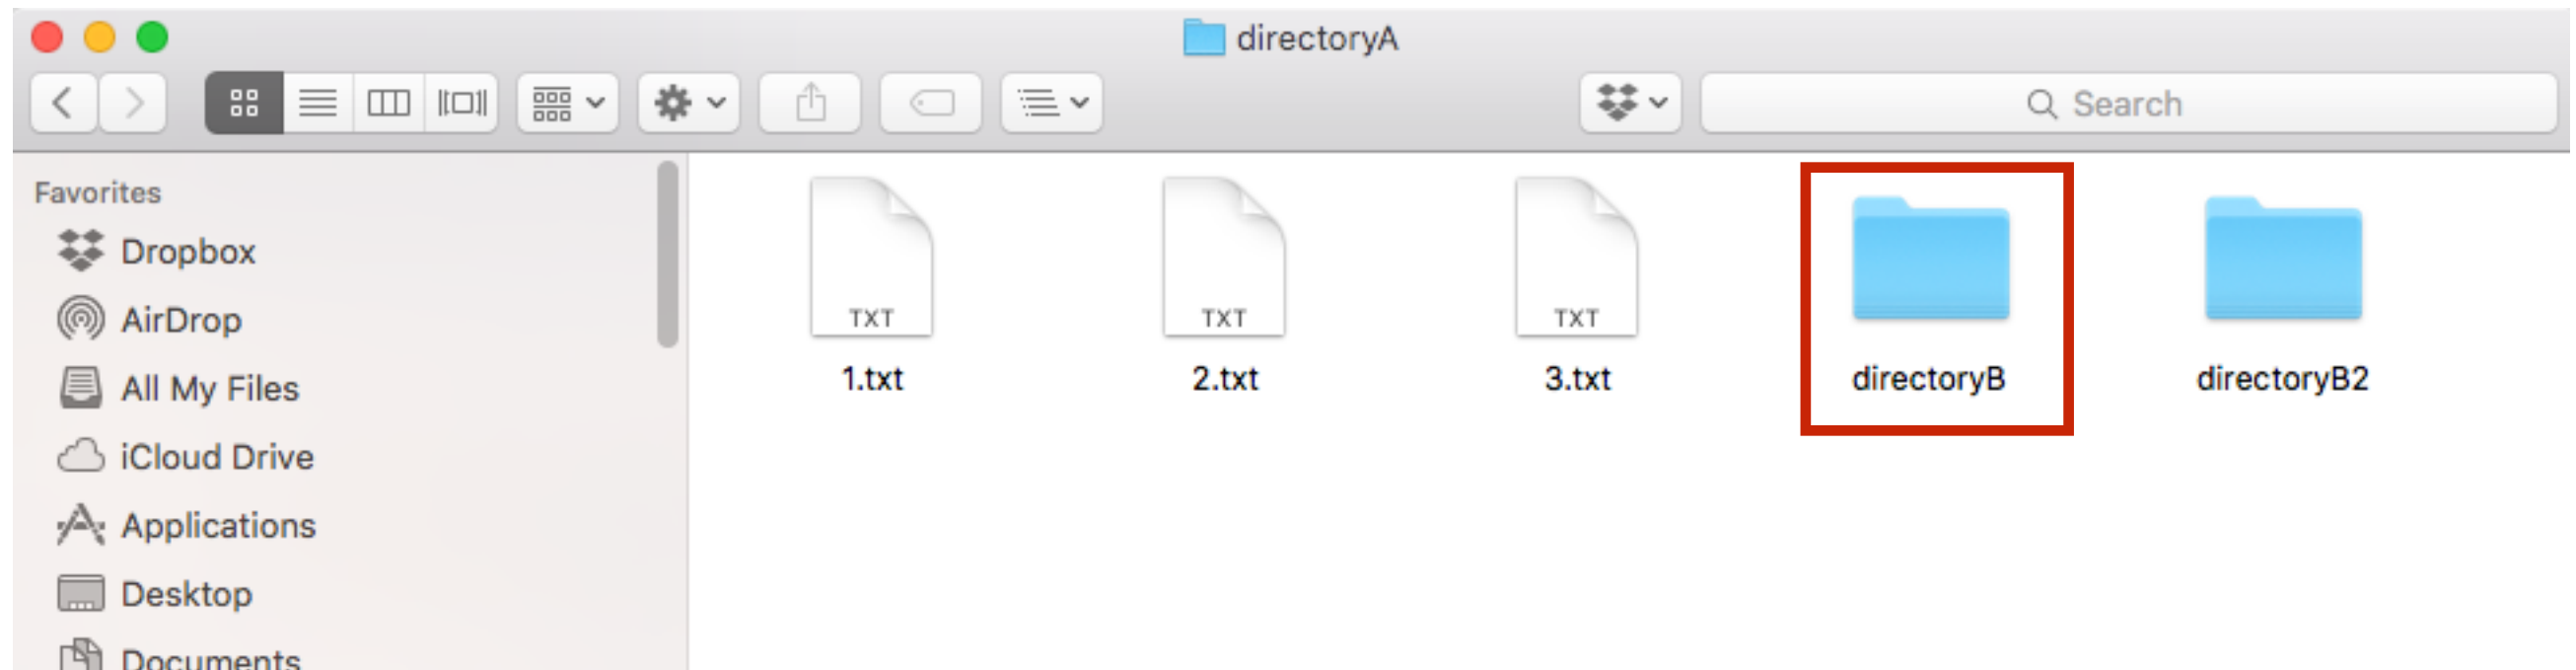 directoryA
Search
Favorites
Dropbox
AirDrop
All My Files
iCloud Drive
Applications
Desktop
Documents
TXT TXT TXT
1.txt 2.txt 3.txt directoryB directoryB2